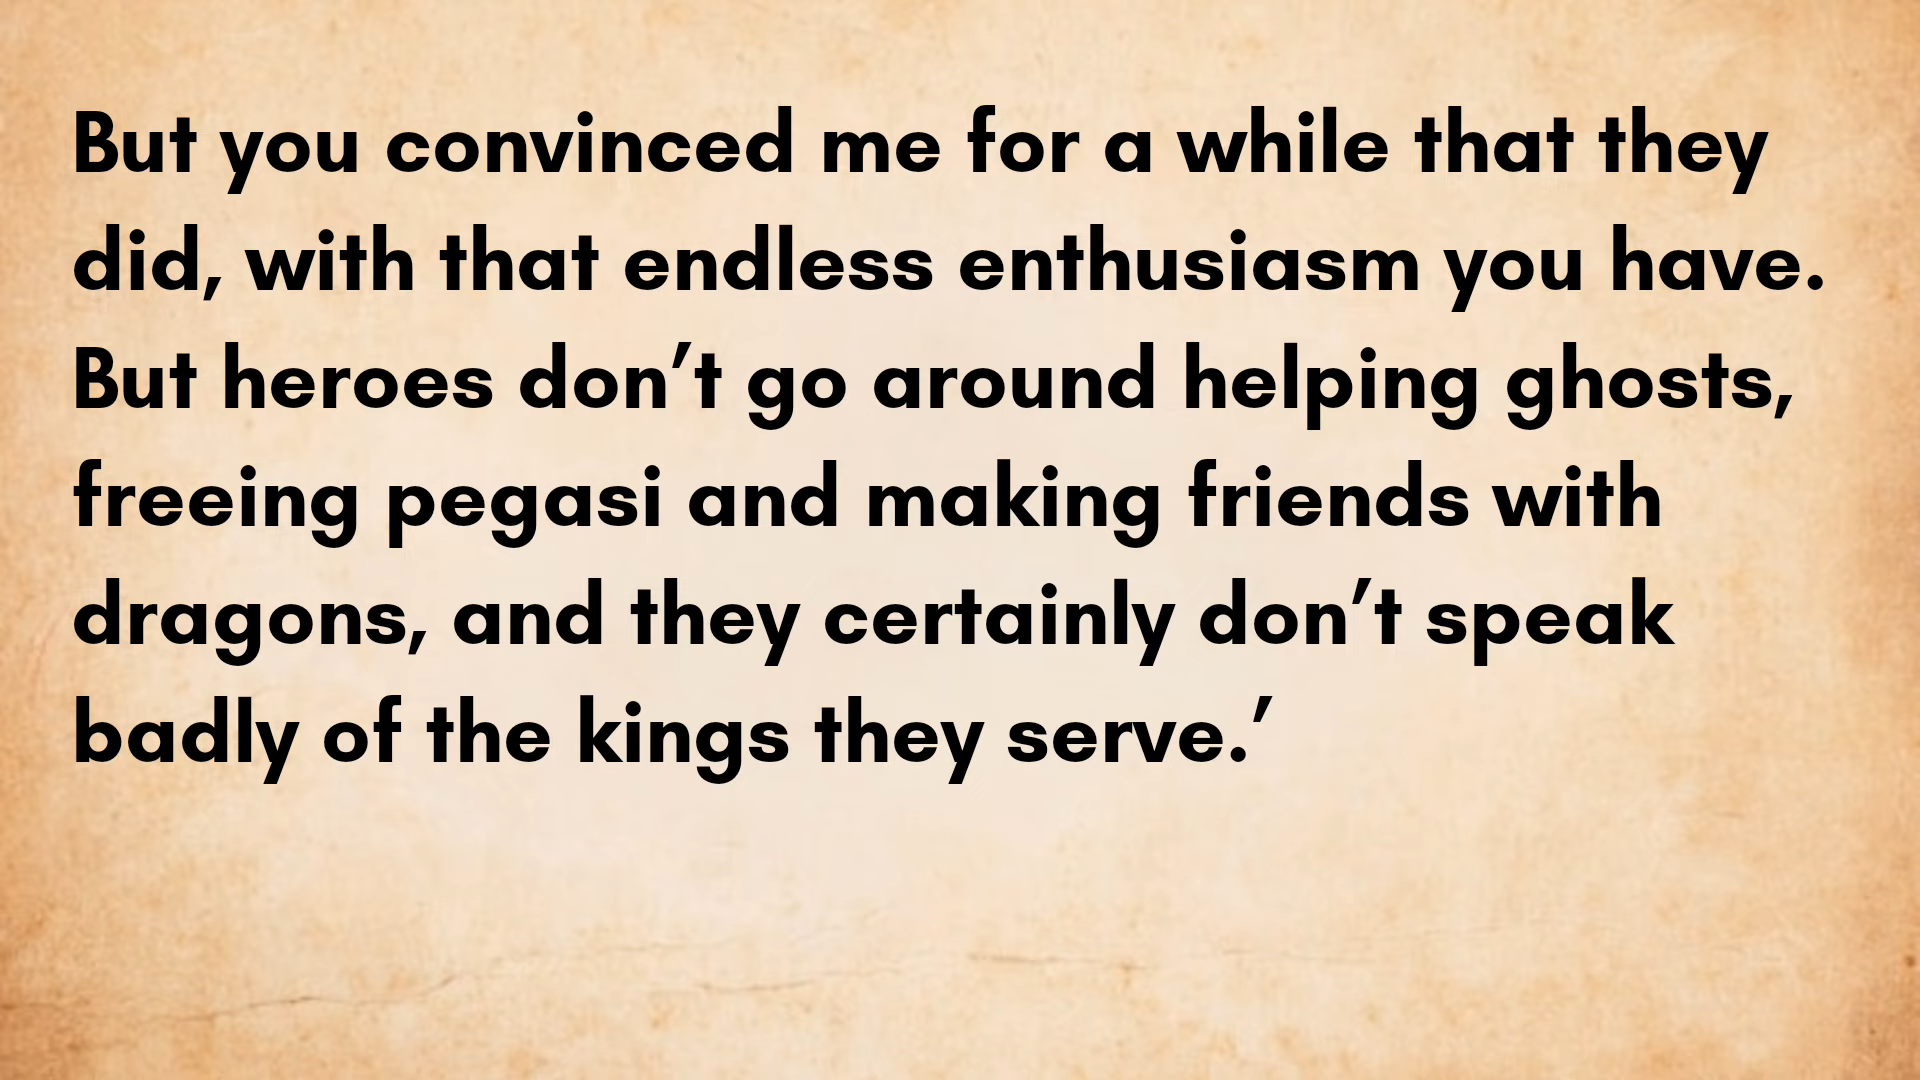 But you convinced me for a while that they
did, with that endless enthusiasm you have.
But heroes don’t go around helping ghosts,
freeing pegasi and making friends with
dragons, and they certainly don’t speak
badly of the kings they serve.’